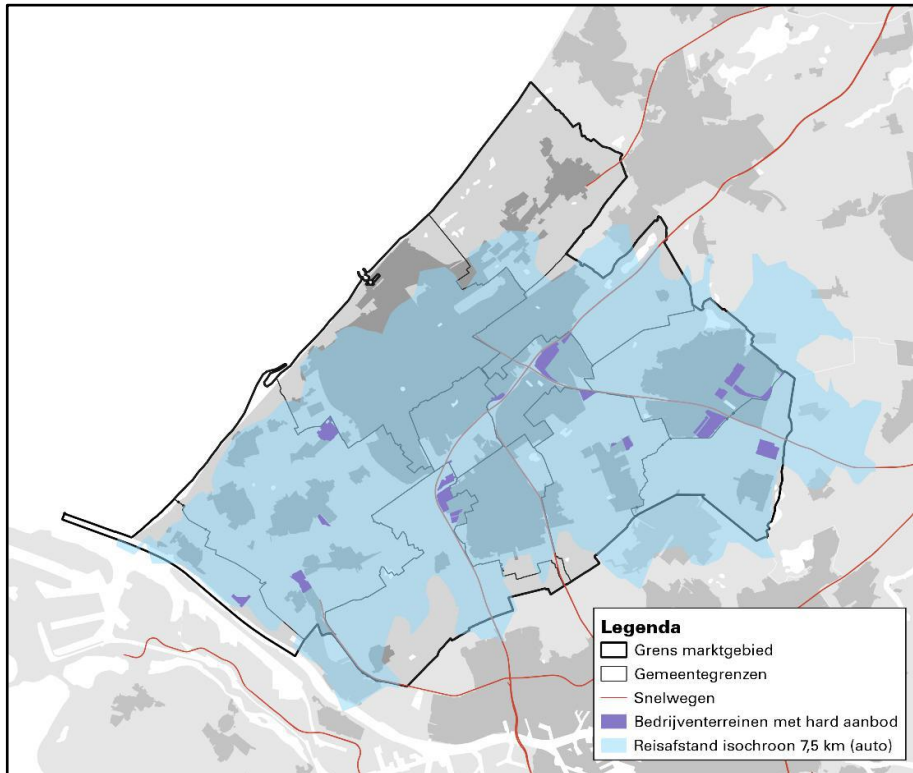 Legenda
Grens marktgebied
Gemeentegrenzen
Snelwegen
Bedrijventerreinen met hard aanbod
Reisafstand isochroon 7,5 km (auto)